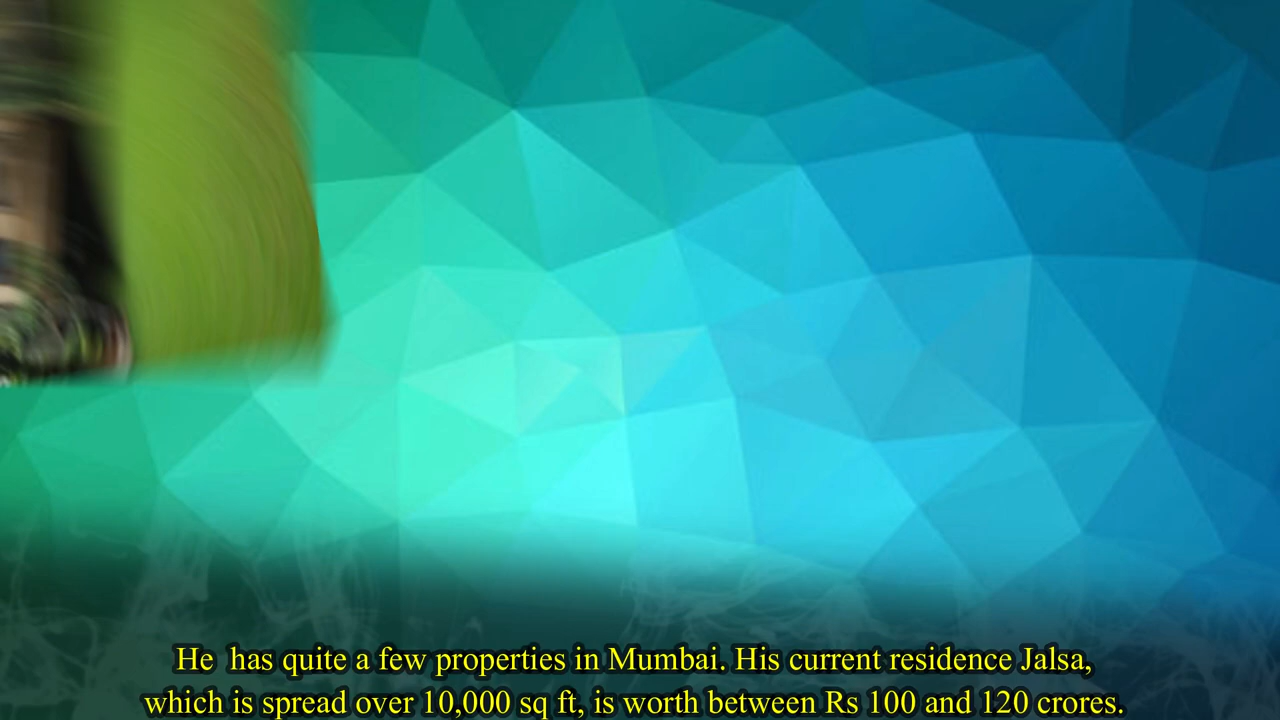 He  has quite a few properties in Mumbai. His current residence Jalsa,
which is spread over 10,000 sq ft, is worth between Rs 100 and 120 crores.